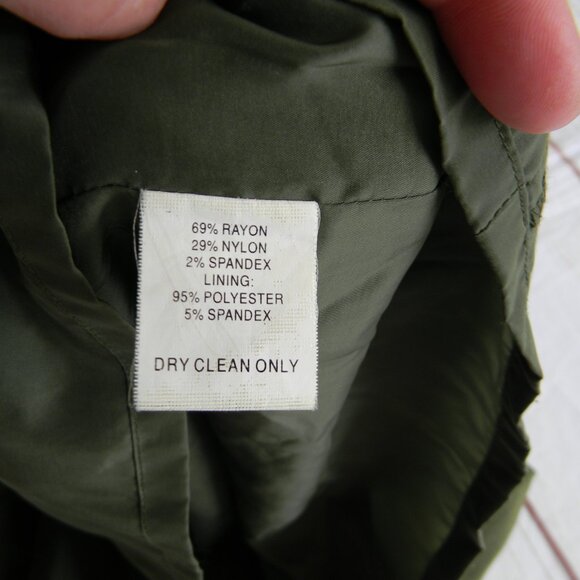 69% RAYON
29% NYLON
2% SPANDEX
LINING:
95% POLYESTER
5% SPANDEX
DRY CLEAN ONLY